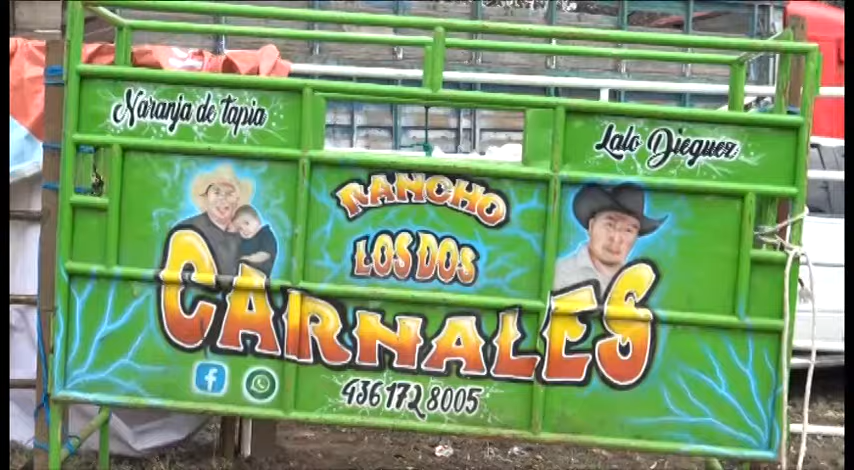 Naranja de Tapia
Lalo Dieguez
RANCHO
LOS DOS
CARNALES
436 172 8005